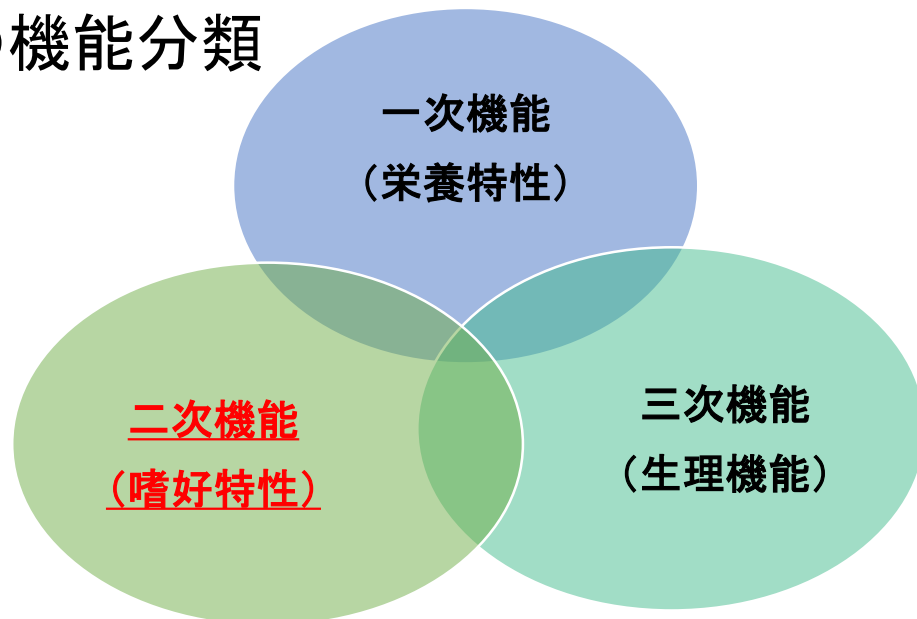 機能分類
一次機能
（栄養特性）
二次機能
（嗜好特性）
三次機能
（生理機能）